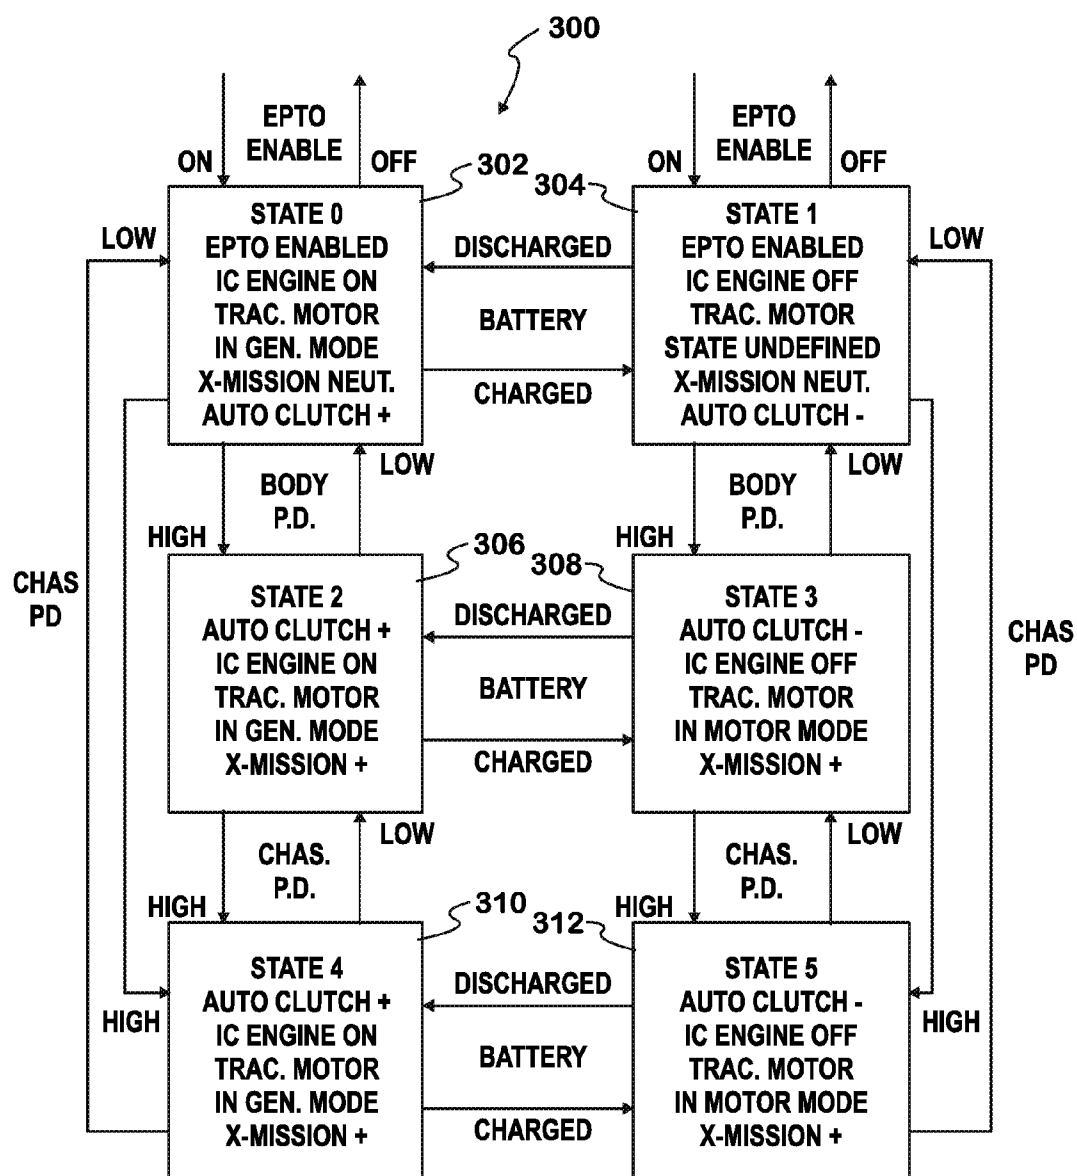 300
EPTO
ENABLE
ON
OFF
302
EPTO
ENABLE
ON
OFF
304
LOW
STATE 0
EPTO ENABLED
IC ENGINE ON
TRAC. MOTOR
IN GEN. MODE
X-MISSION NEUT.
AUTO CLUTCH +
DISCHARGED
BATTERY
CHARGED
STATE 1
EPTO ENABLED
IC ENGINE OFF
TRAC. MOTOR
STATE UNDEFINED
X-MISSION NEUT.
AUTO CLUTCH -
LOW
LOW
BODY
P.D.
HIGH
LOW
BODY
P.D.
HIGH
306
308
CHAS
PD
STATE 2
AUTO CLUTCH +
IC ENGINE ON
TRAC. MOTOR
IN GEN. MODE
X-MISSION +
DISCHARGED
BATTERY
CHARGED
STATE 3
AUTO CLUTCH -
IC ENGINE OFF
TRAC. MOTOR
IN MOTOR MODE
X-MISSION +
CHAS
PD
LOW
CHAS.
P.D.
HIGH
LOW
CHAS.
P.D.
HIGH
310
312
HIGH
STATE 4
AUTO CLUTCH +
IC ENGINE ON
TRAC. MOTOR
IN GEN. MODE
X-MISSION +
DISCHARGED
BATTERY
CHARGED
STATE 5
AUTO CLUTCH -
IC ENGINE OFF
TRAC. MOTOR
IN MOTOR MODE
X-MISSION +
HIGH